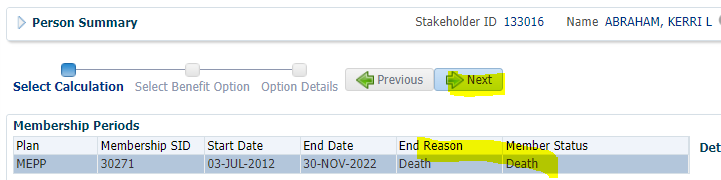 Person Summary Stakeholder ID 133016 Name ABRAHAM, KERRI L
Select Calculation Select Benefit Option Option Details Previous Next
Membership Periods
Plan Membership SID Start Date End Date End Reason Member Status Det
MEPP 30271 03-JUL-2012 30-NOV-2022 Death Death